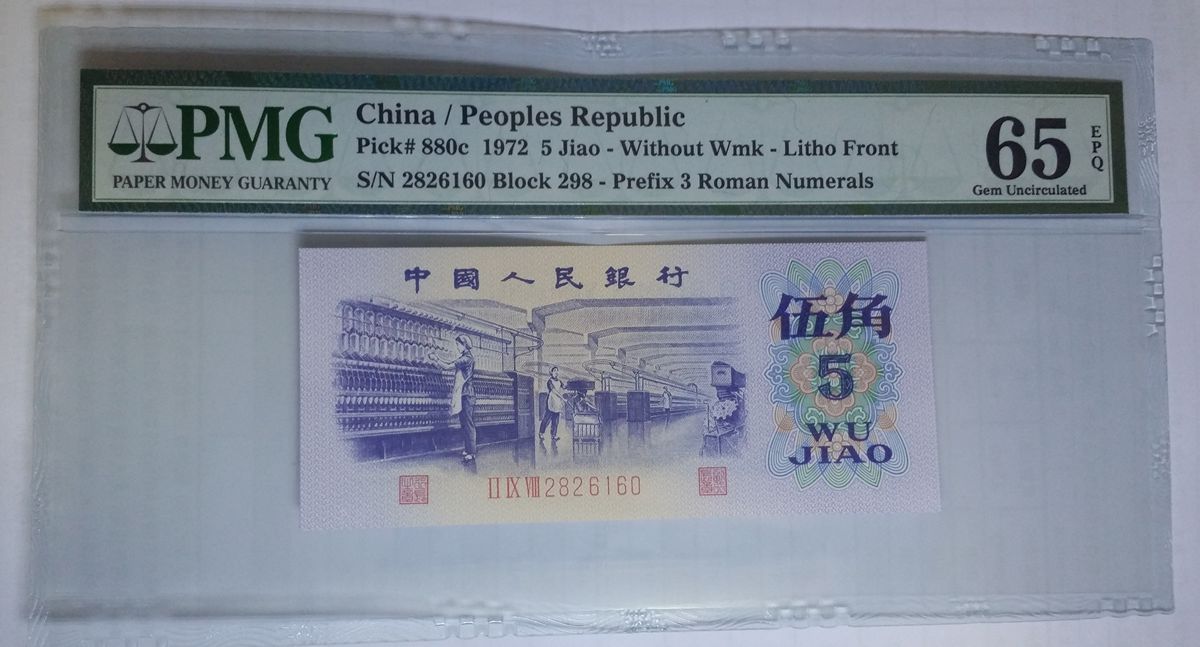 PMG
PAPER MONEY GUARANTY
China / Peoples Republic
Pick# 880c 1972 5 Jiao - Without Wmk - Litho Front
S/N 2826160 Block 298 - Prefix 3 Roman Numerals
65
EPQ
Gem Uncirculated
中國人民銀行
伍角
5
WU
JIAO
II IX VIII 2826160